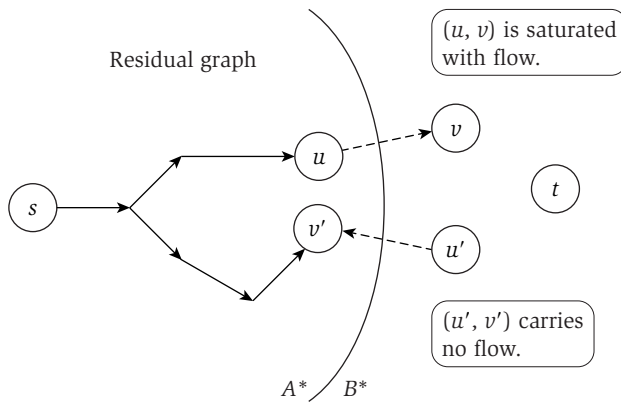 (u, v) is saturated
with flow.
Residual graph
u
v
s
t
v′
u′
(u′, v′) carries
no flow.
A* B*